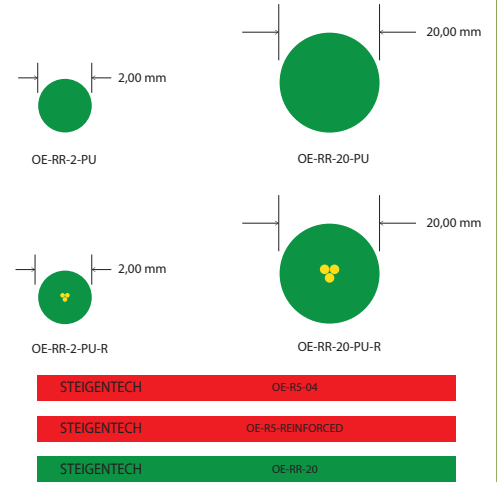 20,00 mm
2,00 mm
OE-RR-2-PU
OE-RR-20-PU
20,00 mm
2,00 mm
OE-RR-2-PU-R
OE-RR-20-PU-R
STEIGENTECH OE-R5-04
STEIGENTECH OE-R5-REINFORCED
STEIGENTECH OE-RR-20